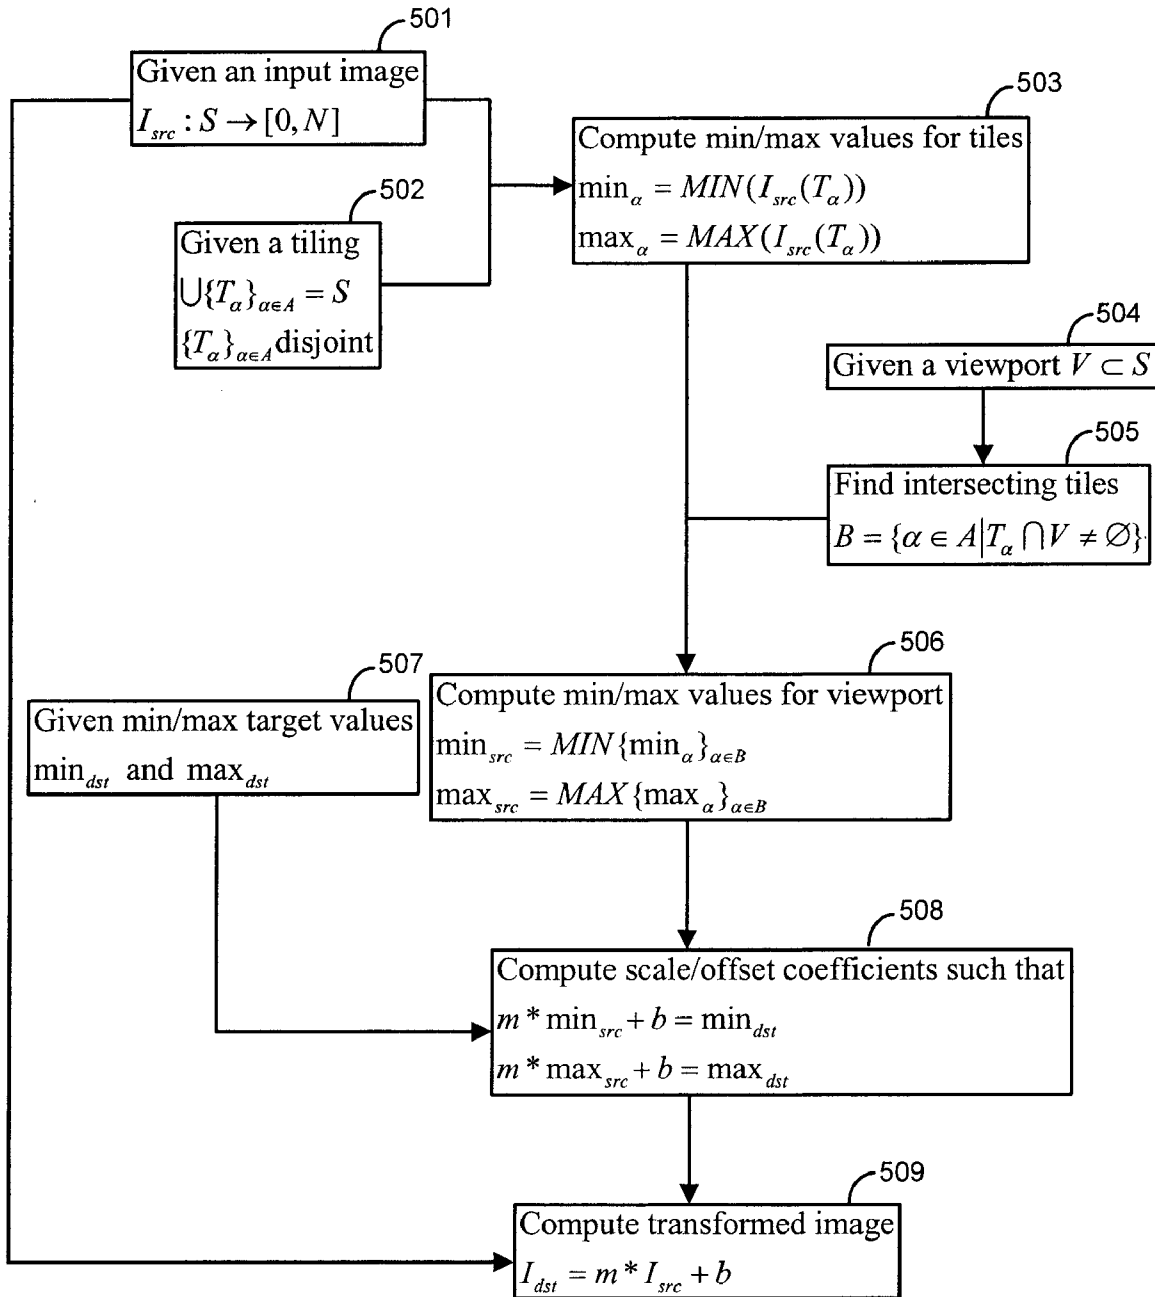 501
Given an input image
I_src : S → [0, N]
502
Given a tiling
⋃{T_α}_α∈A = S
{T_α}_α∈A disjoint
503
Compute min/max values for tiles
min_α = MIN(I_src(T_α))
max_α = MAX(I_src(T_α))
504
Given a viewport V ⊂ S
505
Find intersecting tiles
B = {α ∈ A|T_α ⋂ V ≠ ∅}
506
Compute min/max values for viewport
min_src = MIN{min_α}_α∈B
max_src = MAX{max_α}_α∈B
507
Given min/max target values
min_dst and max_dst
508
Compute scale/offset coefficients such that
m * min_src + b = min_dst
m * max_src + b = max_dst
509
Compute transformed image
I_dst = m * I_src + b